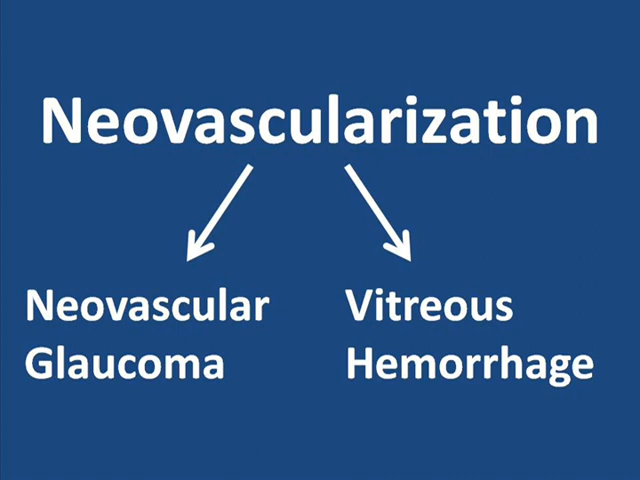 Neovascularization
Neovascular
Glaucoma
Vitreous
Hemorrhage